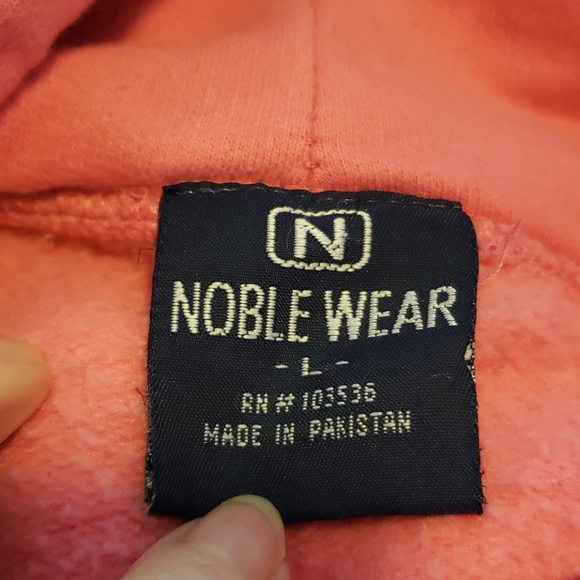 N
NOBLE WEAR
- L -
RN # 103536
MADE IN PAKISTAN